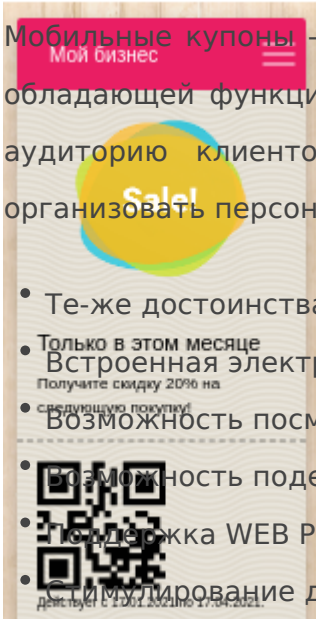 Мобильные купоны -
Мой бизнес
обладающей функци
аудиторию клиенто
Sale!
организовать персон
Те-же достоинства
Только в этом месяце
Встроенная электр
Получите скидку 20% на
следующую покупку!
Возможность посм
Возможность поде
Поддержка WEB P
Стимулирование д
Действует с 17.01.2021 по 17.04.2021.